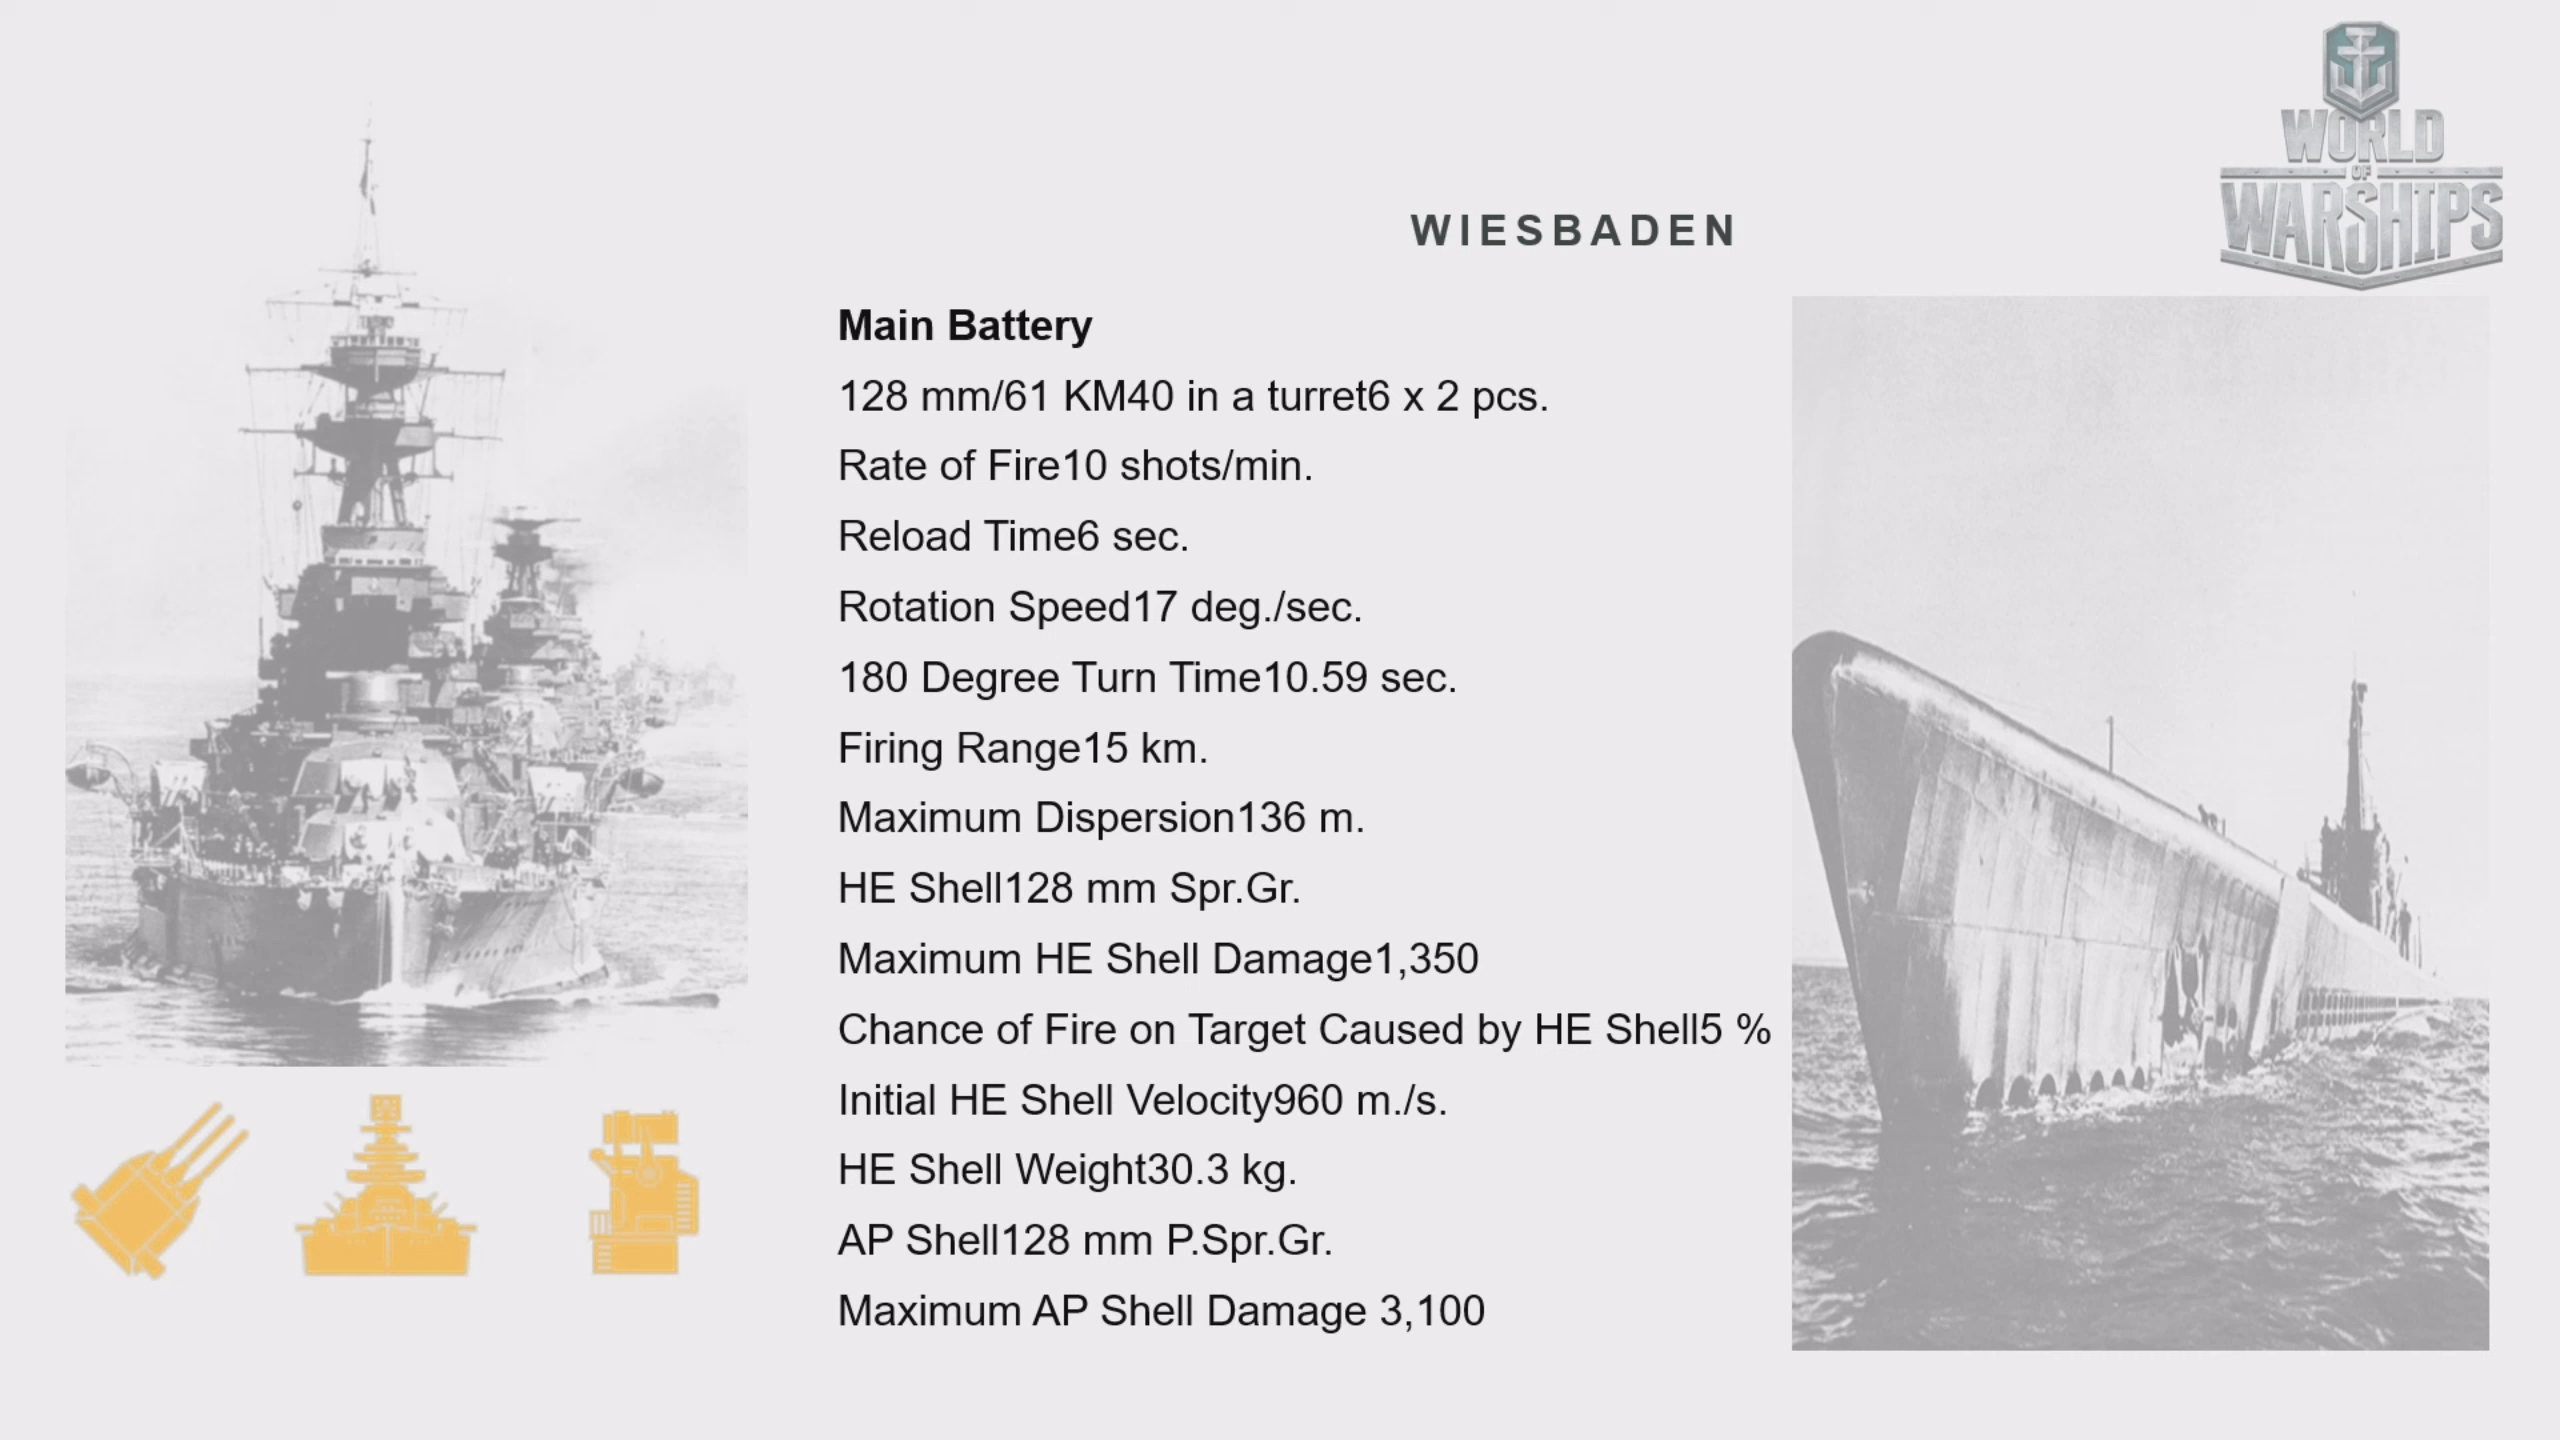 WORLD
OF
WARSHIPS
WIESBADEN
Main Battery
128 mm/61 KM40 in a turret6 x 2 pcs.
Rate of Fire10 shots/min.
Reload Time6 sec.
Rotation Speed17 deg./sec.
180 Degree Turn Time10.59 sec.
Firing Range15 km.
Maximum Dispersion136 m.
HE Shell128 mm Spr.Gr.
Maximum HE Shell Damage1,350
Chance of Fire on Target Caused by HE Shell5 %
Initial HE Shell Velocity960 m./s.
HE Shell Weight30.3 kg.
AP Shell128 mm P.Spr.Gr.
Maximum AP Shell Damage 3,100